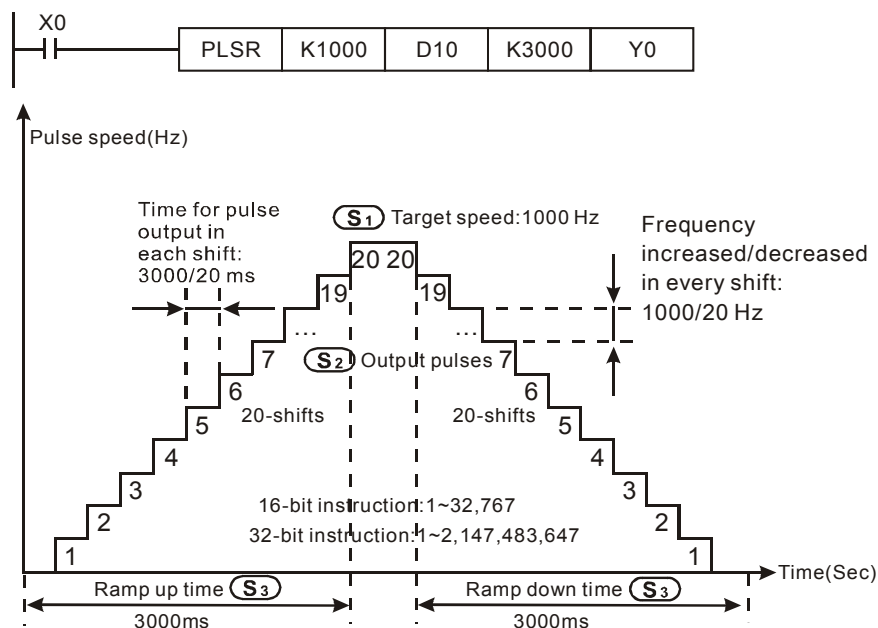 X0
PLSR K1000 D10 K3000 Y0
Pulse speed(Hz)
Time for pulse
output in
each shift:
3000/20 ms
S1 Target speed:1000 Hz
Frequency
increased/decreased
in every shift:
1000/20 Hz
20 20
19 19
... ...
7 S2 Output pulses 7
6 6
20-shifts 20-shifts
5 5
4 4
3 3
2 2
16-bit instruction:1~32,767
32-bit instruction:1~2,147,483,647
1 1
Time(Sec)
Ramp up time S3 Ramp down time S3
3000ms 3000ms